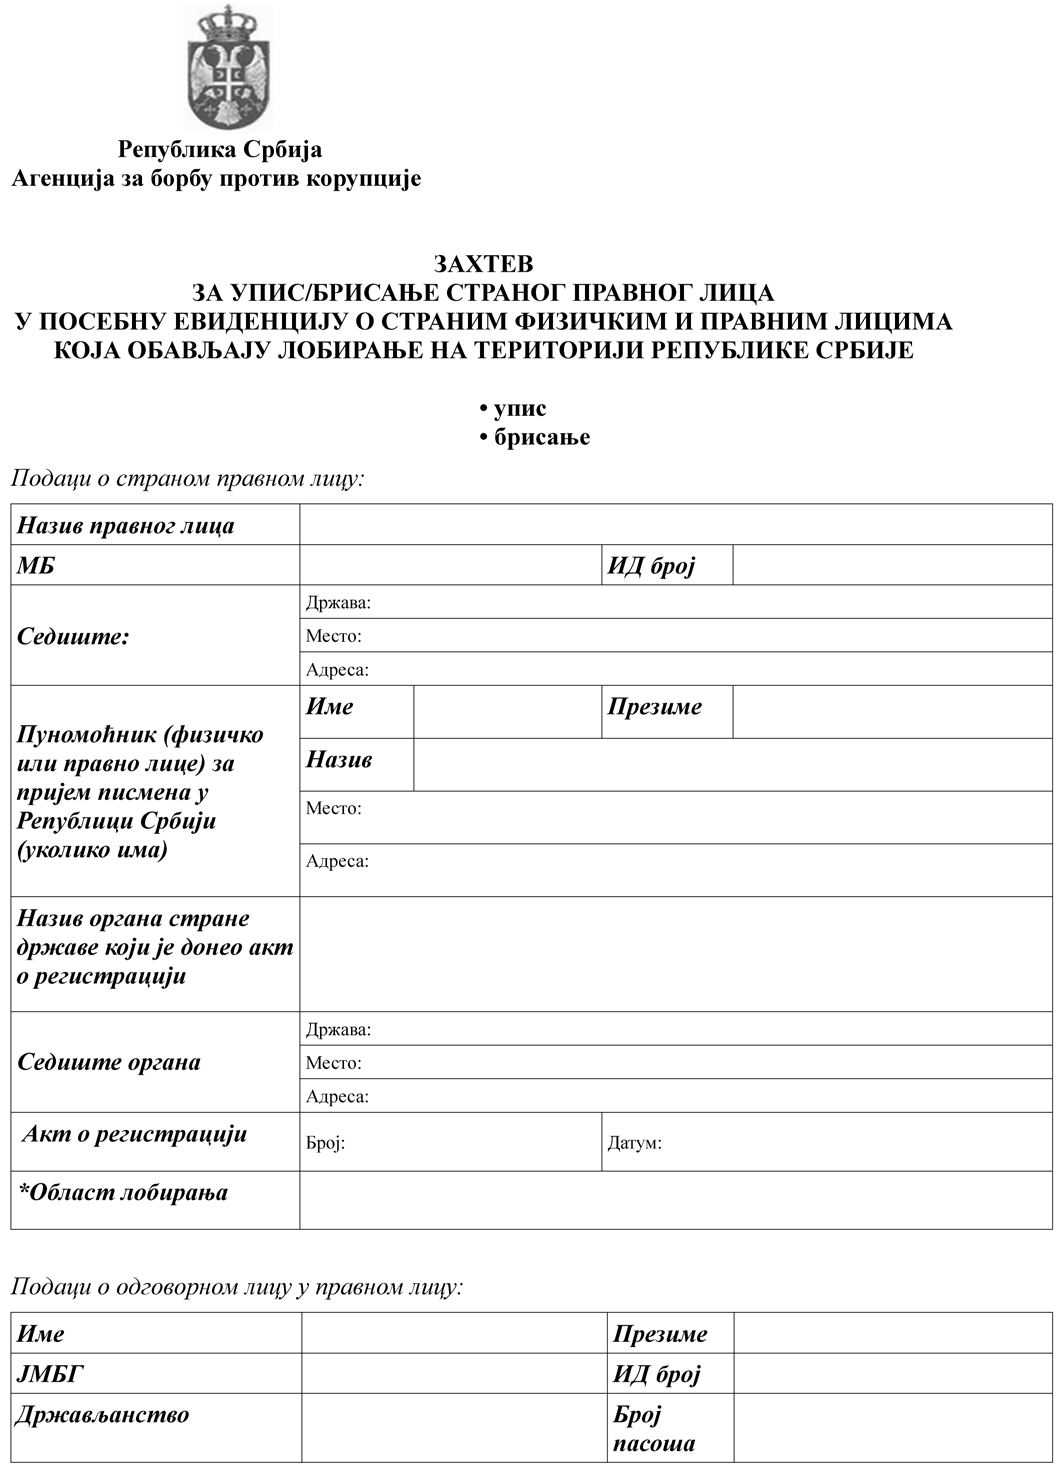 Република Србија
Агенција за борбу против корупције
ЗАХТЕВ
ЗА УПИС/БРИСАЊЕ СТРАНОГ ПРАВНОГ ЛИЦА
У ПОСЕБНУ ЕВИДЕНЦИЈУ О СТРАНИМ ФИЗИЧКИМ И ПРАВНИМ ЛИЦИМА
КОЈА ОБАВЉАЈУ ЛОБИРАЊЕ НА ТЕРИТОРИЈИ РЕПУБЛИКЕ СРБИЈЕ
• упис
• брисање
Подаци о страном правном лицу:
Назив правног лица
МБ ИД број
Седиште:
Држава:
Место:
Адреса:
Пуномоћник (физичко
или правно лице) за
пријем писмена у
Републици Србији
(уколико има)
Име Презиме
Назив
Место:
Адреса:
Назив органа стране
државе који је донео акт
о регистрацији
Седиште органа
Држава:
Место:
Адреса:
Акт о регистрацији Број: Датум:
*Област лобирања
Подаци о одговорном лицу у правном лицу:
Име Презиме
ЈМБГ ИД број
Држављанство Број
пасоша